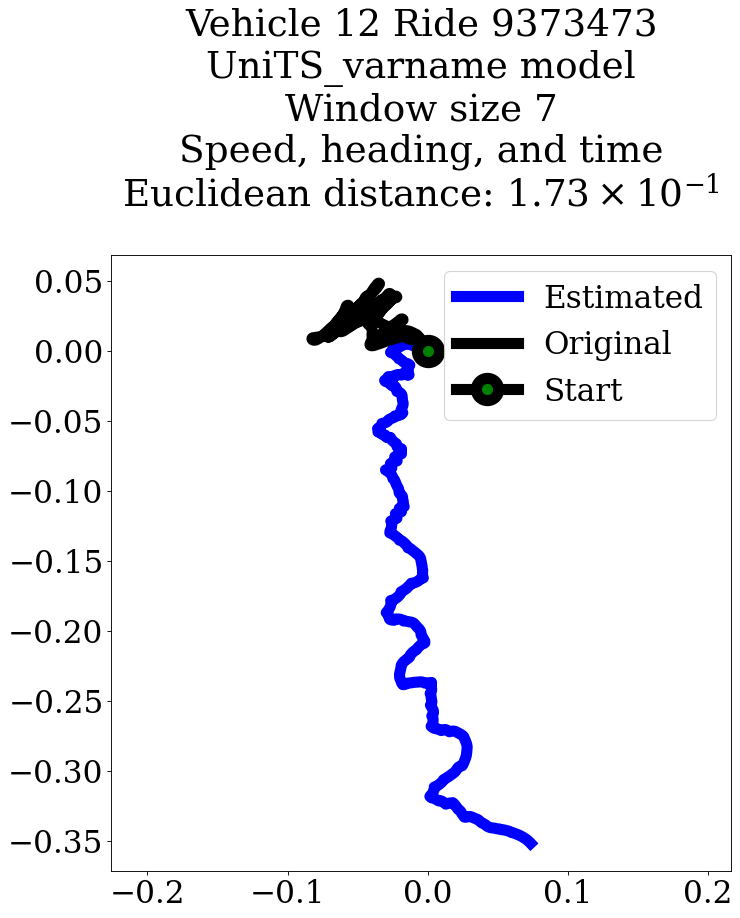 Vehicle 12 Ride 9373473
UniTS_varname model
Window size 7
Speed, heading, and time
Euclidean distance: 1.73 × 10⁻¹
Estimated
Original
Start
0.05
0.00
−0.05
−0.10
−0.15
−0.20
−0.25
−0.30
−0.35
−0.2 −0.1 0.0 0.1 0.2